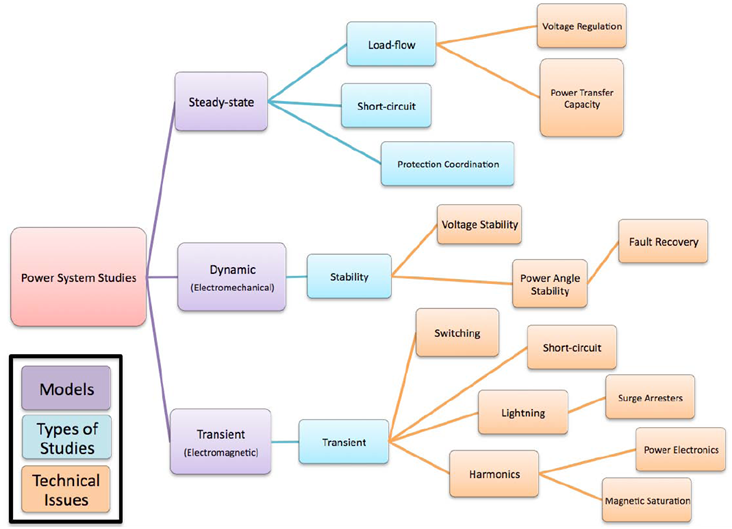 Load-flow
Voltage Regulation
Power Transfer
Capacity
Steady-state
Short-circuit
Protection Coordination
Power System Studies
Dynamic
(Electromechanical)
Stability
Voltage Stability
Power Angle
Stability
Fault Recovery
Transient
(Electromagnetic)
Transient
Switching
Short-circuit
Lightning
Surge Arresters
Harmonics
Power Electronics
Magnetic Saturation
Models
Types of
Studies
Technical
Issues